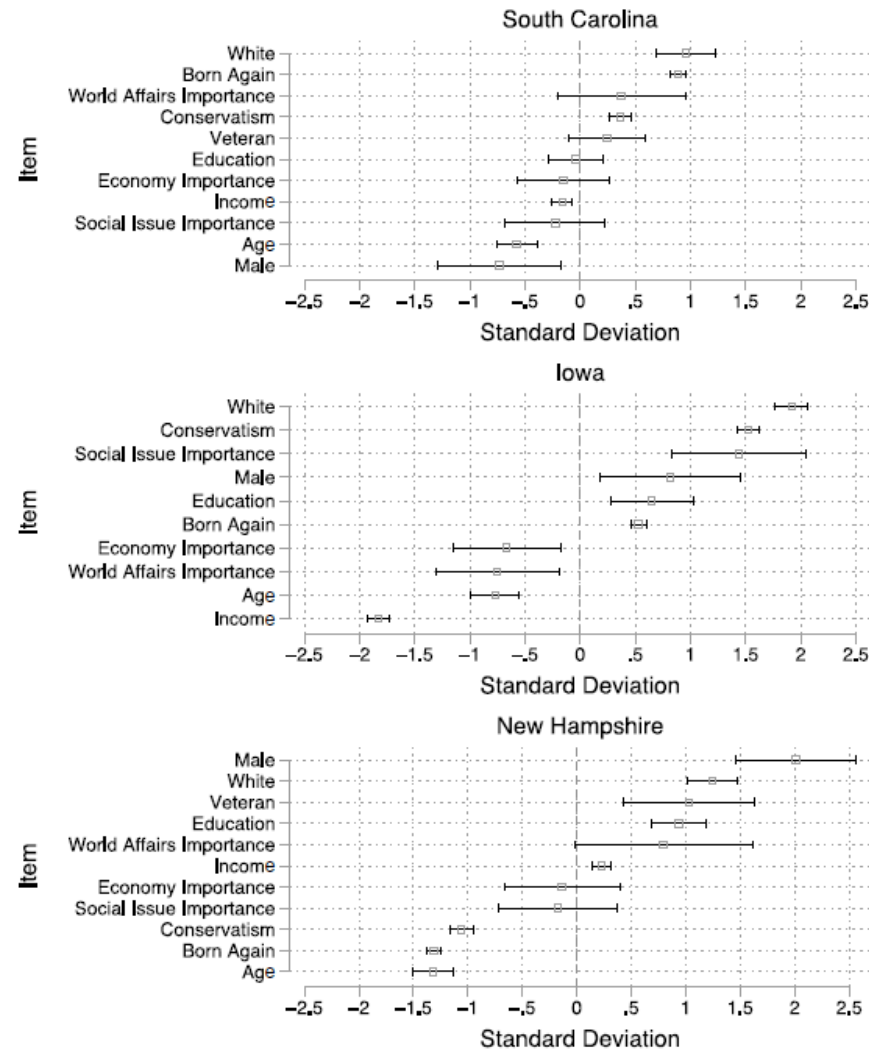 South Carolina
Item
White
Born Again
World Affairs Importance
Conservatism
Veteran
Education
Economy Importance
Income
Social Issue Importance
Age
Male
−2.5 −2 −1.5 −1 −.5 0 .5 1 1.5 2 2.5
Standard Deviation
Iowa
Item
White
Conservatism
Social Issue Importance
Male
Education
Born Again
Economy Importance
World Affairs Importance
Age
Income
−2.5 −2 −1.5 −1 −.5 0 .5 1 1.5 2 2.5
Standard Deviation
New Hampshire
Item
Male
White
Veteran
Education
World Affairs Importance
Income
Economy Importance
Social Issue Importance
Conservatism
Born Again
Age
−2.5 −2 −1.5 −1 −.5 0 .5 1 1.5 2 2.5
Standard Deviation